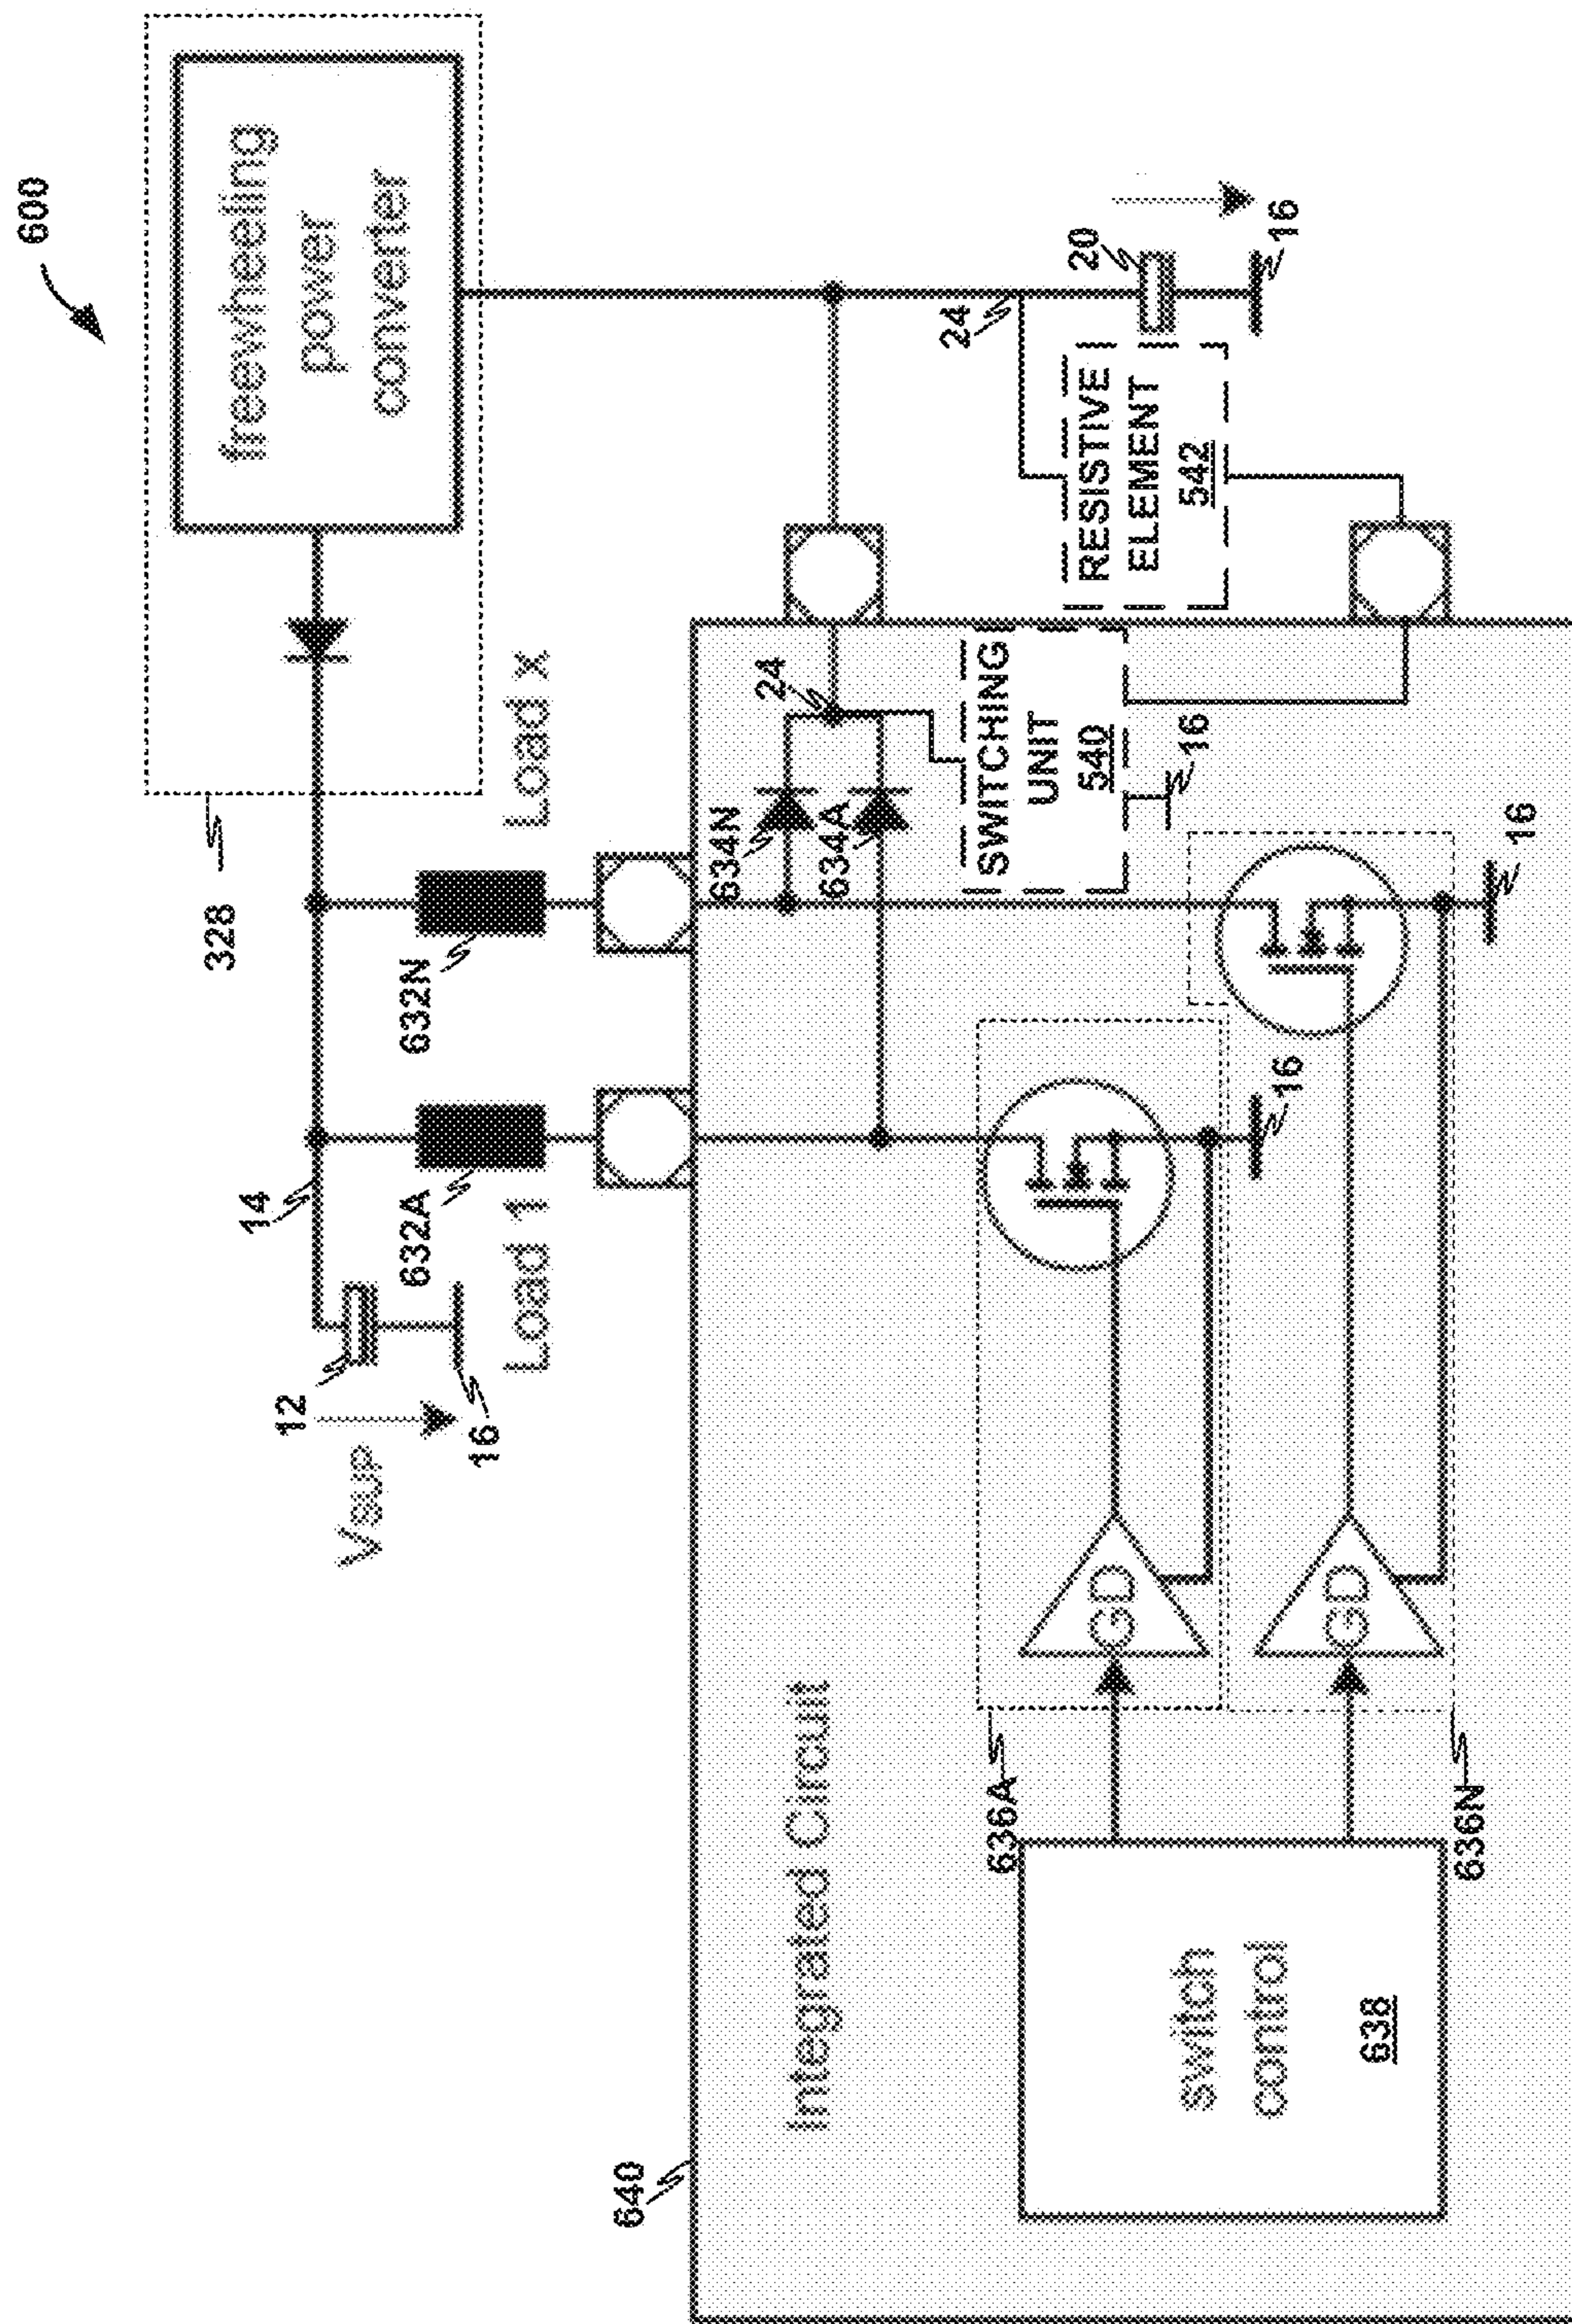 600
freewheeling
power
converter
328
14
12
VSUP
16
632A
Load 1
632N
Load x
24
20
16
RESISTIVE
ELEMENT
542
640
Integrated Circuit
634N
634A
24
SWITCHING
UNIT
540
16
636A
GD
16
636N
GD
16
switch
control
638